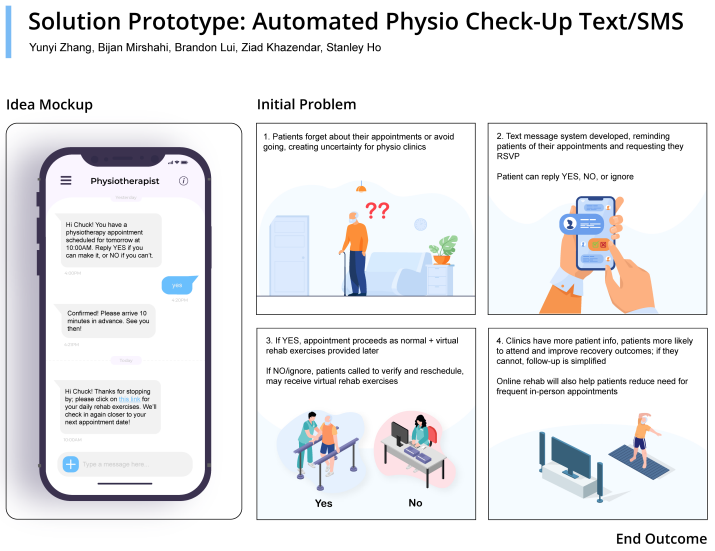 Solution Prototype: Automated Physio Check-Up Text/SMS
Yunyi Zhang, Bijan Mirshahi, Brandon Lui, Ziad Khazendar, Stanley Ho
Idea Mockup
Physiotherapist
Yesterday
Hi Chuck! You have a
physiotherapy appointment
scheduled for tomorrow at
10:00AM. Reply YES if you
can make it, or NO if you can't.
yes
Confirmed! Please arrive 10
minutes in advance. See you
then!
Today
Hi Chuck! Thanks for stopping
by; please click on this link for
your daily rehab exercises. We'll
check in again closer to your
next appointment date!
Type a message here...
Initial Problem
1. Patients forget about their appointments or avoid
going, creating uncertainty for physio clinics
??
2. Text message system developed, reminding
patients of their appointments and requesting they
RSVP
Patient can reply YES, NO, or ignore
3. If YES, appointment proceeds as normal + virtual
rehab exercises provided later
If NO/ignore, patients called to verify and reschedule,
may receive virtual rehab exercises
Yes
No
4. Clinics have more patient info, patients more likely
to attend and improve recovery outcomes; if they
cannot, follow-up is simplified
Online rehab will also help patients reduce need for
frequent in-person appointments
End Outcome